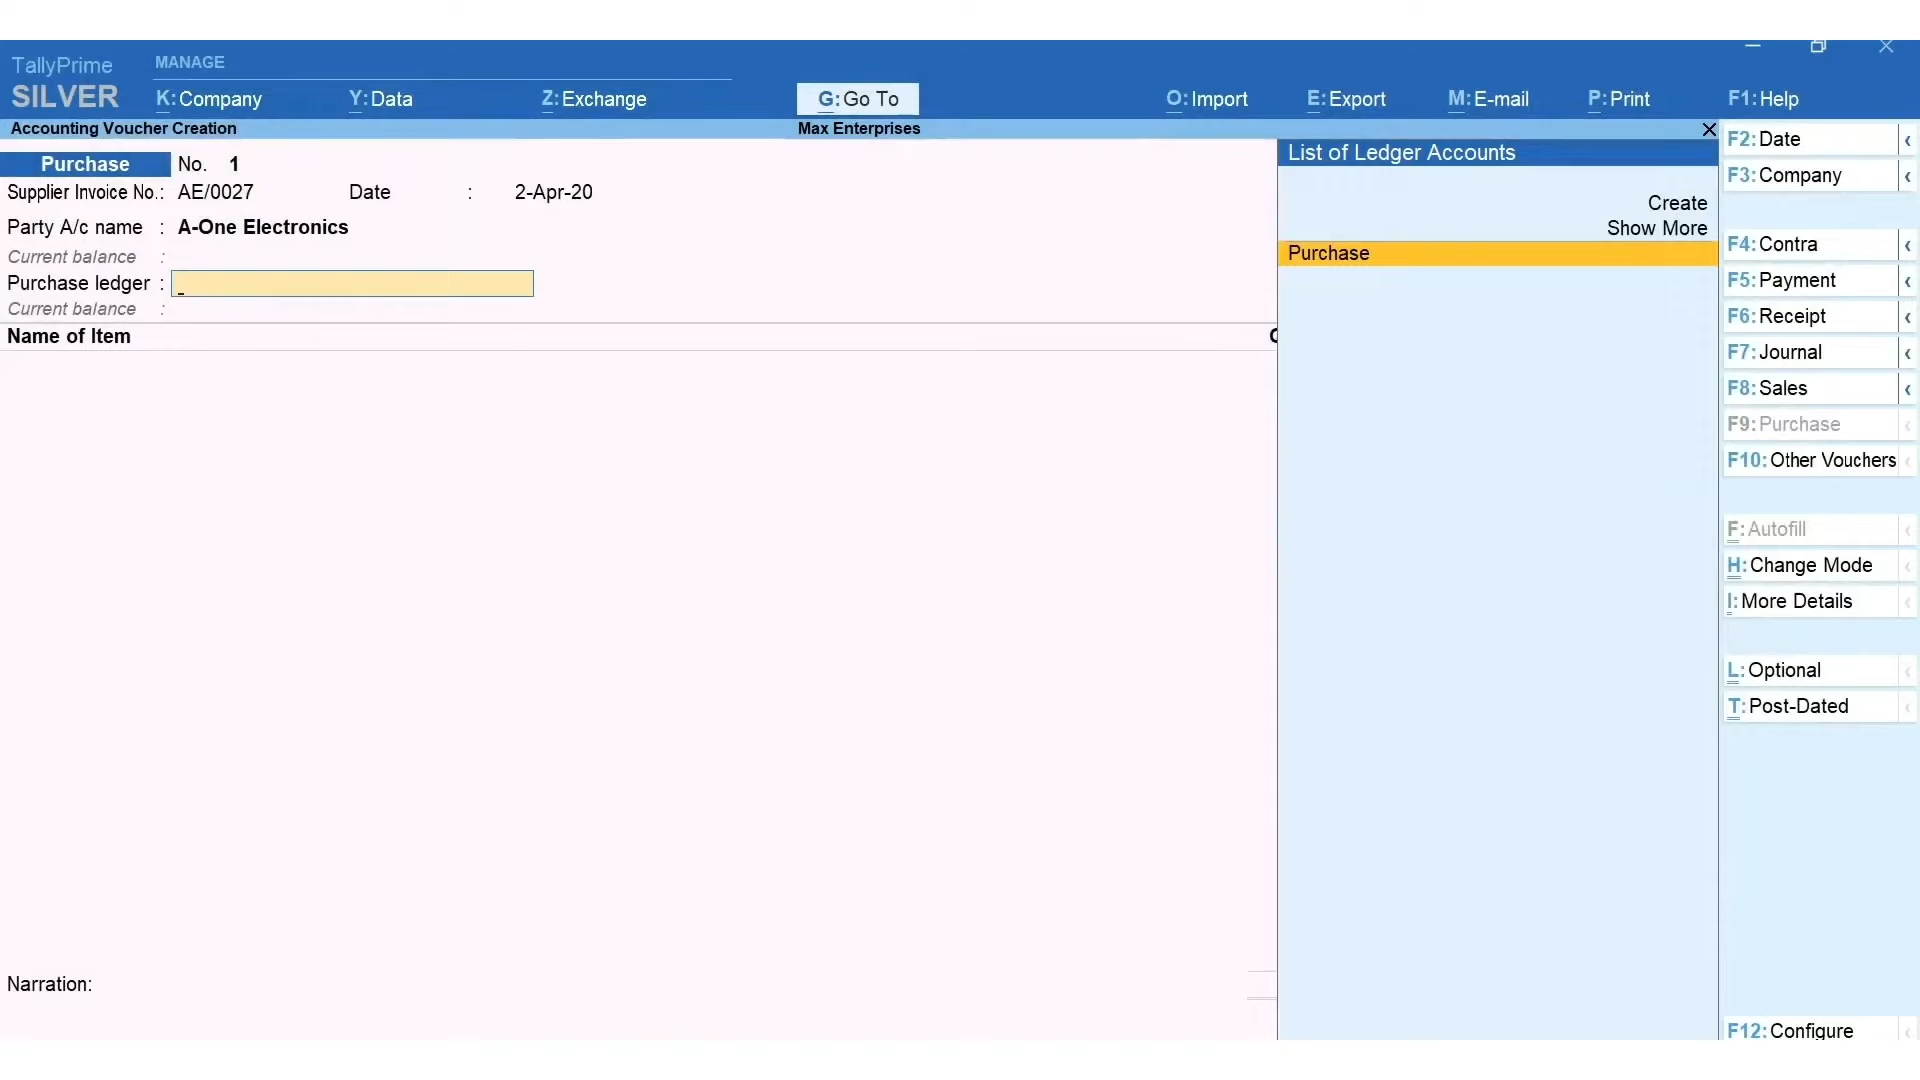 TallyPrime MANAGE
SILVER K:Company Y:Data Z:Exchange G:Go To O:Import E:Export M:E-mail P:Print F1:Help
Accounting Voucher Creation Max Enterprises
Purchase No. 1
Supplier Invoice No.: AE/0027 Date : 2-Apr-20
Party A/c name : A-One Electronics
Current balance :
Purchase ledger :
Current balance :
Name of Item
Narration:
List of Ledger Accounts
Create
Show More
Purchase
F2:Date
F3:Company
F4:Contra
F5:Payment
F6:Receipt
F7:Journal
F8:Sales
F9:Purchase
F10:Other Vouchers
F:Autofill
H:Change Mode
I:More Details
L:Optional
T:Post-Dated
F12:Configure